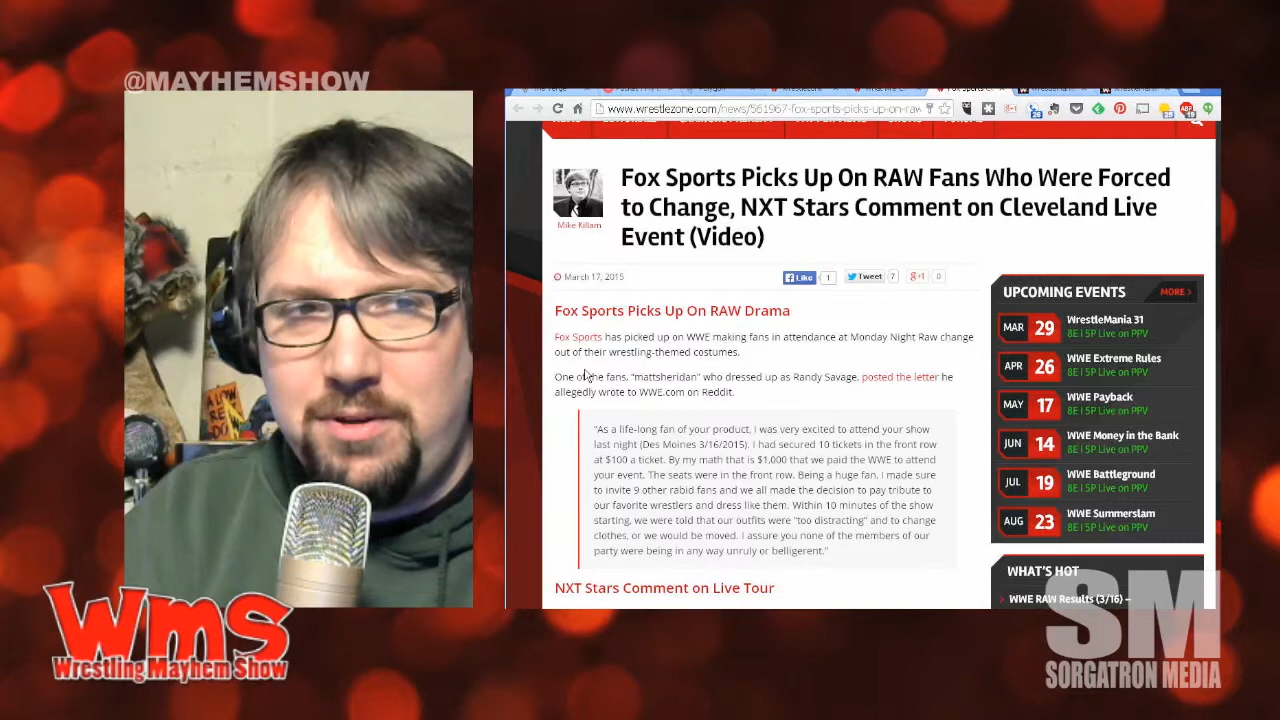 @MAYHEMSHOW
www.wrestlezone.com/news/561967-fox-sports-picks-up-on-raw
Fox Sports Picks Up On RAW Fans Who Were Forced
to Change, NXT Stars Comment on Cleveland Live
Event (Video)
Mike Killam
March 17, 2015
Like 1 Tweet 7 +1 0
Fox Sports Picks Up On RAW Drama
Fox Sports has picked up on WWE making fans in attendance at Monday Night Raw change
out of their wrestling-themed costumes.
One of the fans, "mattsheridan" who dressed up as Randy Savage, posted the letter he
allegedly wrote to WWE.com on Reddit.
"As a life-long fan of your product, I was very excited to attend your show
last night (Des Moines 3/16/2015). I had secured 10 tickets in the front row
at $100 a ticket. By my math that is $1,000 that we paid the WWE to attend
your event. The seats were in the front row. Being a huge fan, I made sure
to invite 9 other rabid fans and we all made the decision to pay tribute to
our favorite wrestlers and dress like them. Within 10 minutes of the show
starting, we were told that our outfits were "too distracting" and to change
clothes, or we would be moved. I assure you none of the members of our
party were being in any way unruly or belligerent."
NXT Stars Comment on Live Tour
UPCOMING EVENTS
MORE >
MAR 29 WrestleMania 31
8E | 5P Live on PPV
APR 26 WWE Extreme Rules
8E | 5P Live on PPV
MAY 17 WWE Payback
8E | 5P Live on PPV
JUN 14 WWE Money in the Bank
8E | 5P Live on PPV
JUL 19 WWE Battleground
8E | 5P Live on PPV
AUG 23 WWE Summerslam
8E | 5P Live on PPV
WHAT'S HOT
> WWE RAW Results (3/16) –
wms
Wrestling Mayhem Show
SM
SORGATRON MEDIA